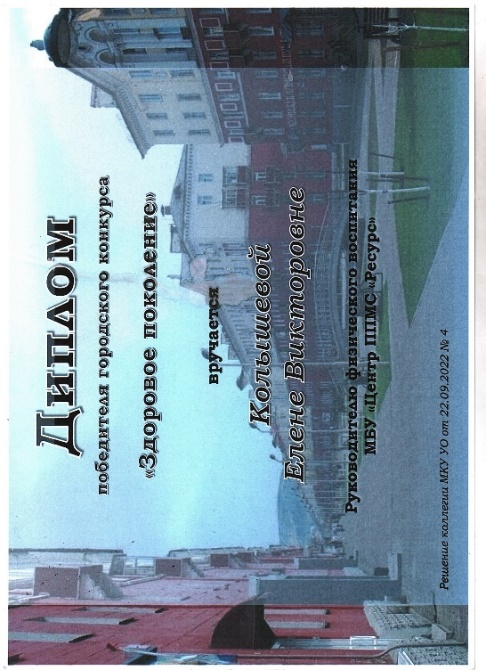 Диплом
победителя городского конкурса
«Здоровое поколение»
вручается
Колышевой
Елене Викторовне
Руководителю физического воспитания
МБУ «Центр ППМС «Ресурс»
Решение коллегии МКУ УО от 22.09.2022 № 4